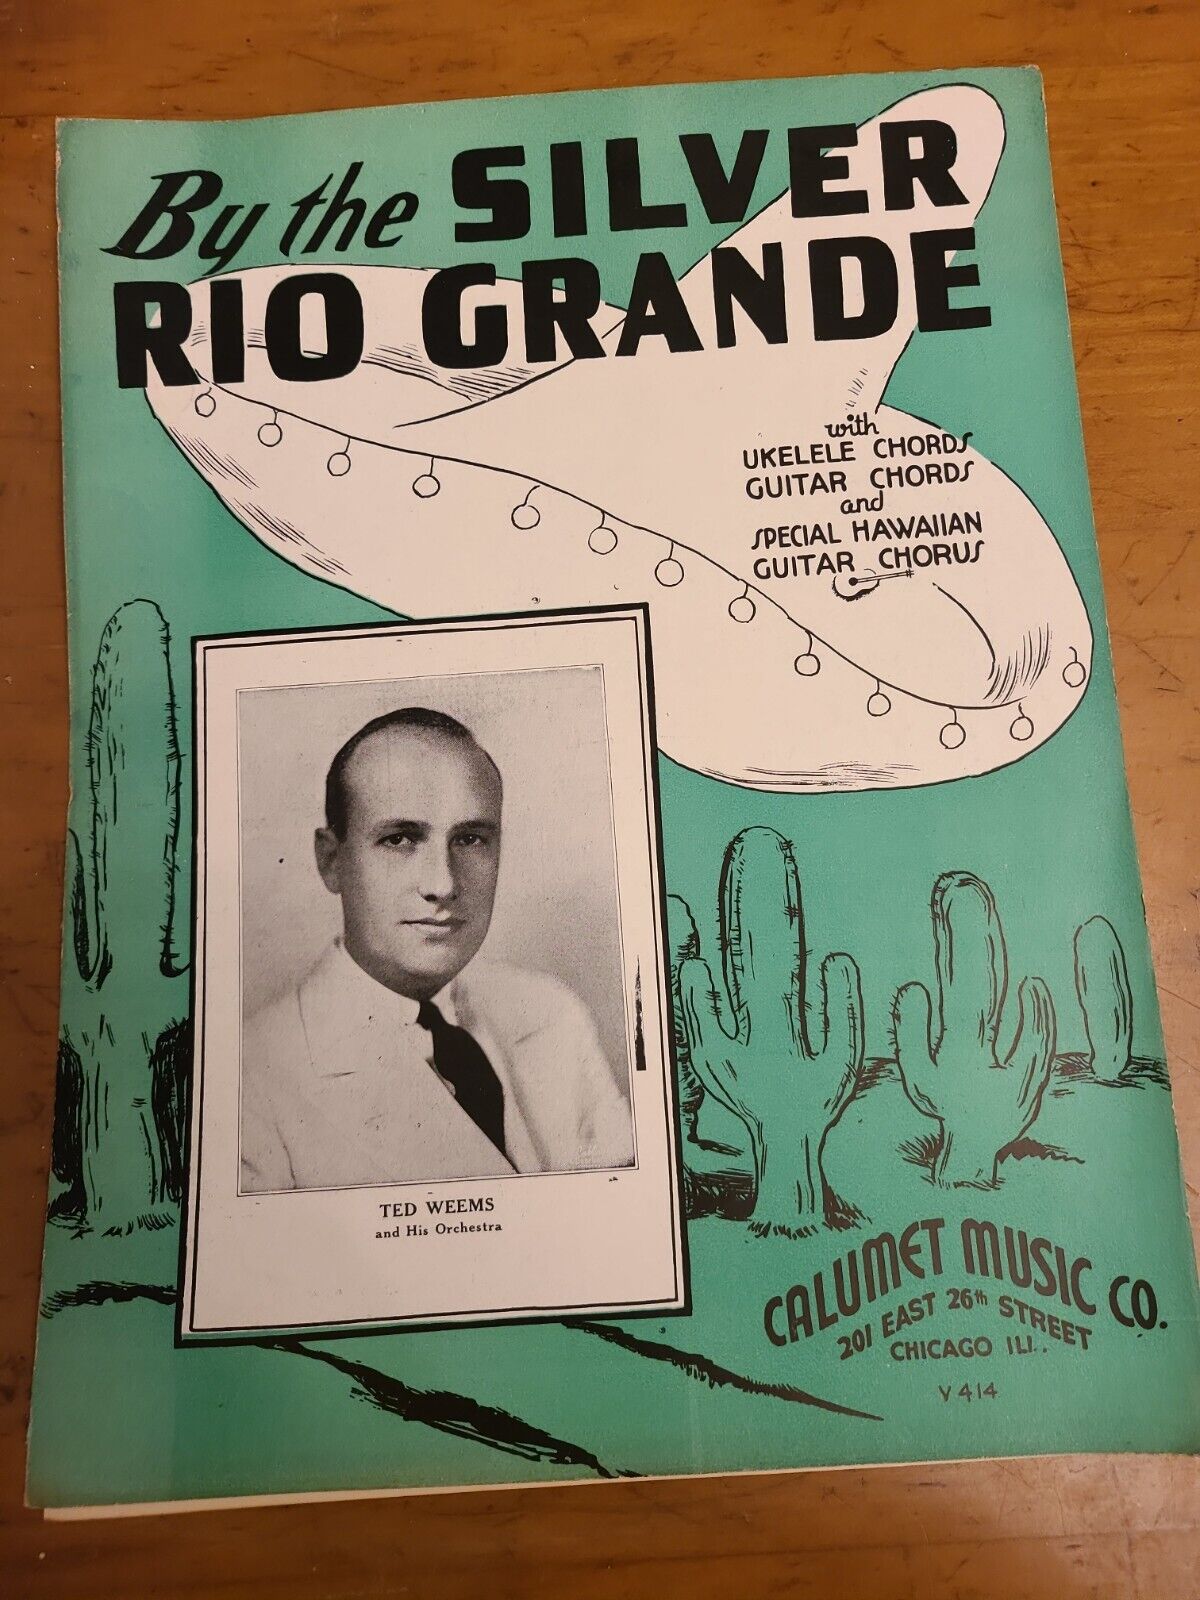 By the SILVER
RIO GRANDE
with
UKELELE CHORDS
GUITAR CHORDS
and
SPECIAL HAWAIIAN
GUITAR CHORUS
TED WEEMS
and His Orchestra
CALUMET MUSIC CO.
201 EAST 26th STREET
CHICAGO ILL.
V 414